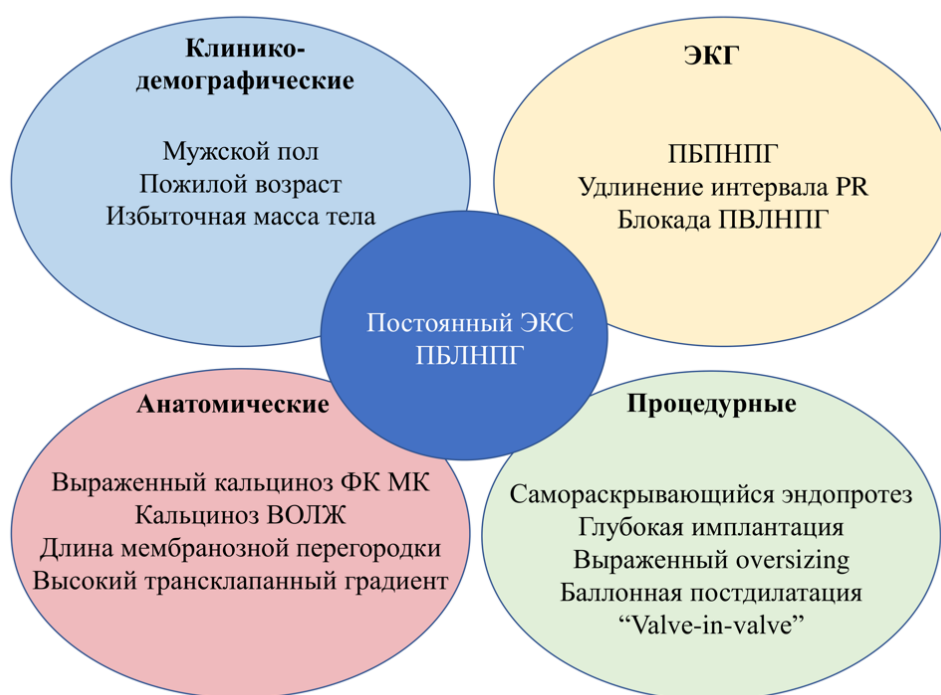 Клинико-
демографические
Мужской пол
Пожилой возраст
Избыточная масса тела
ЭКГ
ПБПНПГ
Удлинение интервала PR
Блокада ПВЛНПГ
Постоянный ЭКС
ПБЛНПГ
Анатомические
Выраженный кальциноз ФК МК
Кальциноз ВОЛЖ
Длина мембранозной перегородки
Высокий трансклапанный градиент
Процедурные
Самораскрывающийся эндопротез
Глубокая имплантация
Выраженный oversizing
Баллонная постдилатация
“Valve-in-valve”